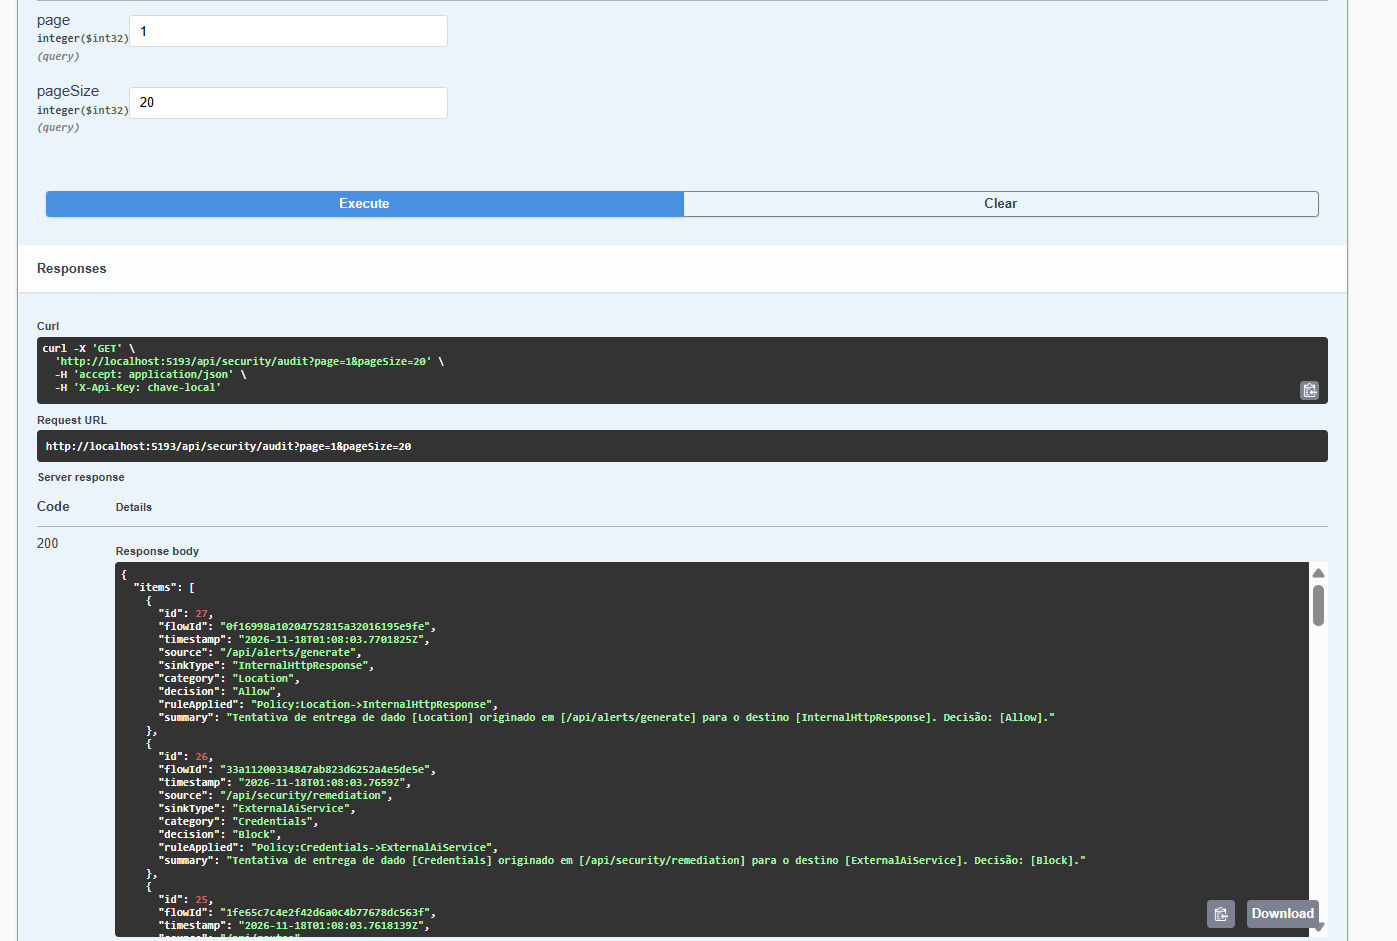 page
integer($int32)
(query)
1
pageSize
integer($int32)
(query)
20
Execute
Clear
Responses
Curl
curl -X 'GET' \
  'http://localhost:5193/api/security/audit?page=1&pageSize=20' \
  -H 'accept: application/json' \
  -H 'X-Api-Key: chave-local'
Request URL
http://localhost:5193/api/security/audit?page=1&pageSize=20
Server response
Code Details
200
Response body
{
  "items": [
    {
      "id": 27,
      "flowId": "0f16998a10204752815a32016195e9fe",
      "timestamp": "2026-11-18T01:08:03.7701825Z",
      "source": "/api/alerts/generate",
      "sinkType": "InternalHttpResponse",
      "category": "Location",
      "decision": "Allow",
      "ruleApplied": "Policy:Location->InternalHttpResponse",
      "summary": "Tentativa de entrega de dado [Location] originado em [/api/alerts/generate] para o destino [InternalHttpResponse]. Decisão: [Allow]."
    },
    {
      "id": 26,
      "flowId": "33a11200334847ab823d6252a4e5de5e",
      "timestamp": "2026-11-18T01:08:03.7659Z",
      "source": "/api/security/remediation",
      "sinkType": "ExternalAiService",
      "category": "Credentials",
      "decision": "Block",
      "ruleApplied": "Policy:Credentials->ExternalAiService",
      "summary": "Tentativa de entrega de dado [Credentials] originado em [/api/security/remediation] para o destino [ExternalAiService]. Decisão: [Block]."
    },
    {
      "id": 25,
      "flowId": "1fe65c7c4e2f42d6a0c4b77678dc563f",
      "timestamp": "2026-11-18T01:08:03.7618139Z",
Download